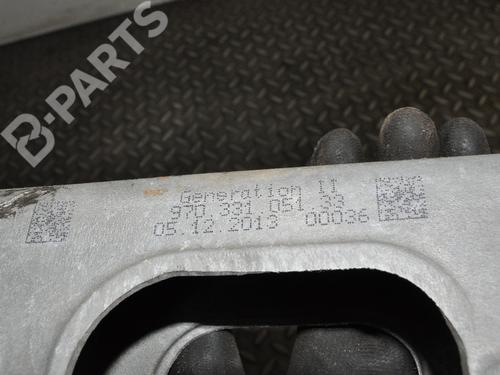 B-PARTS
Generation II
970 331 051 33
05.12.2013 00036